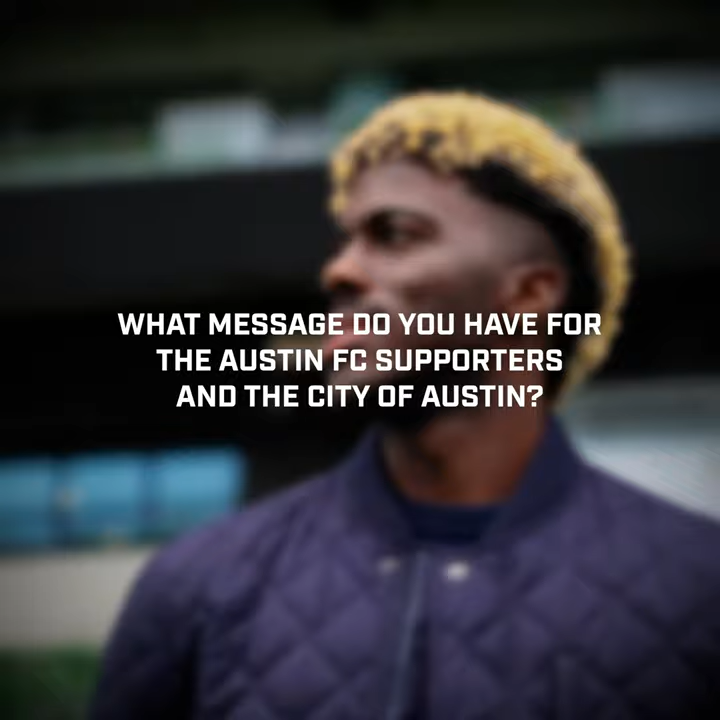 WHAT MESSAGE DO YOU HAVE FOR
THE AUSTIN FC SUPPORTERS
AND THE CITY OF AUSTIN?